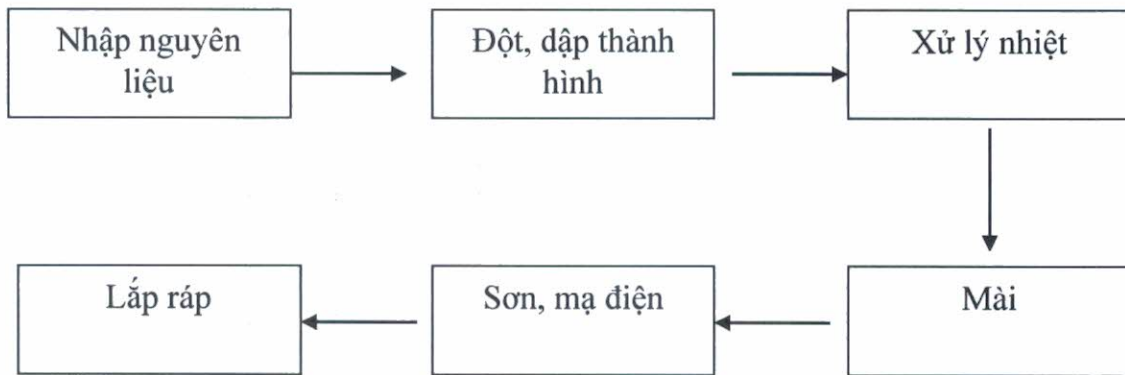 Nhập nguyên
liệu
Đột, dập thành
hình
Xử lý nhiệt
Mài
Sơn, mạ điện
Lắp ráp